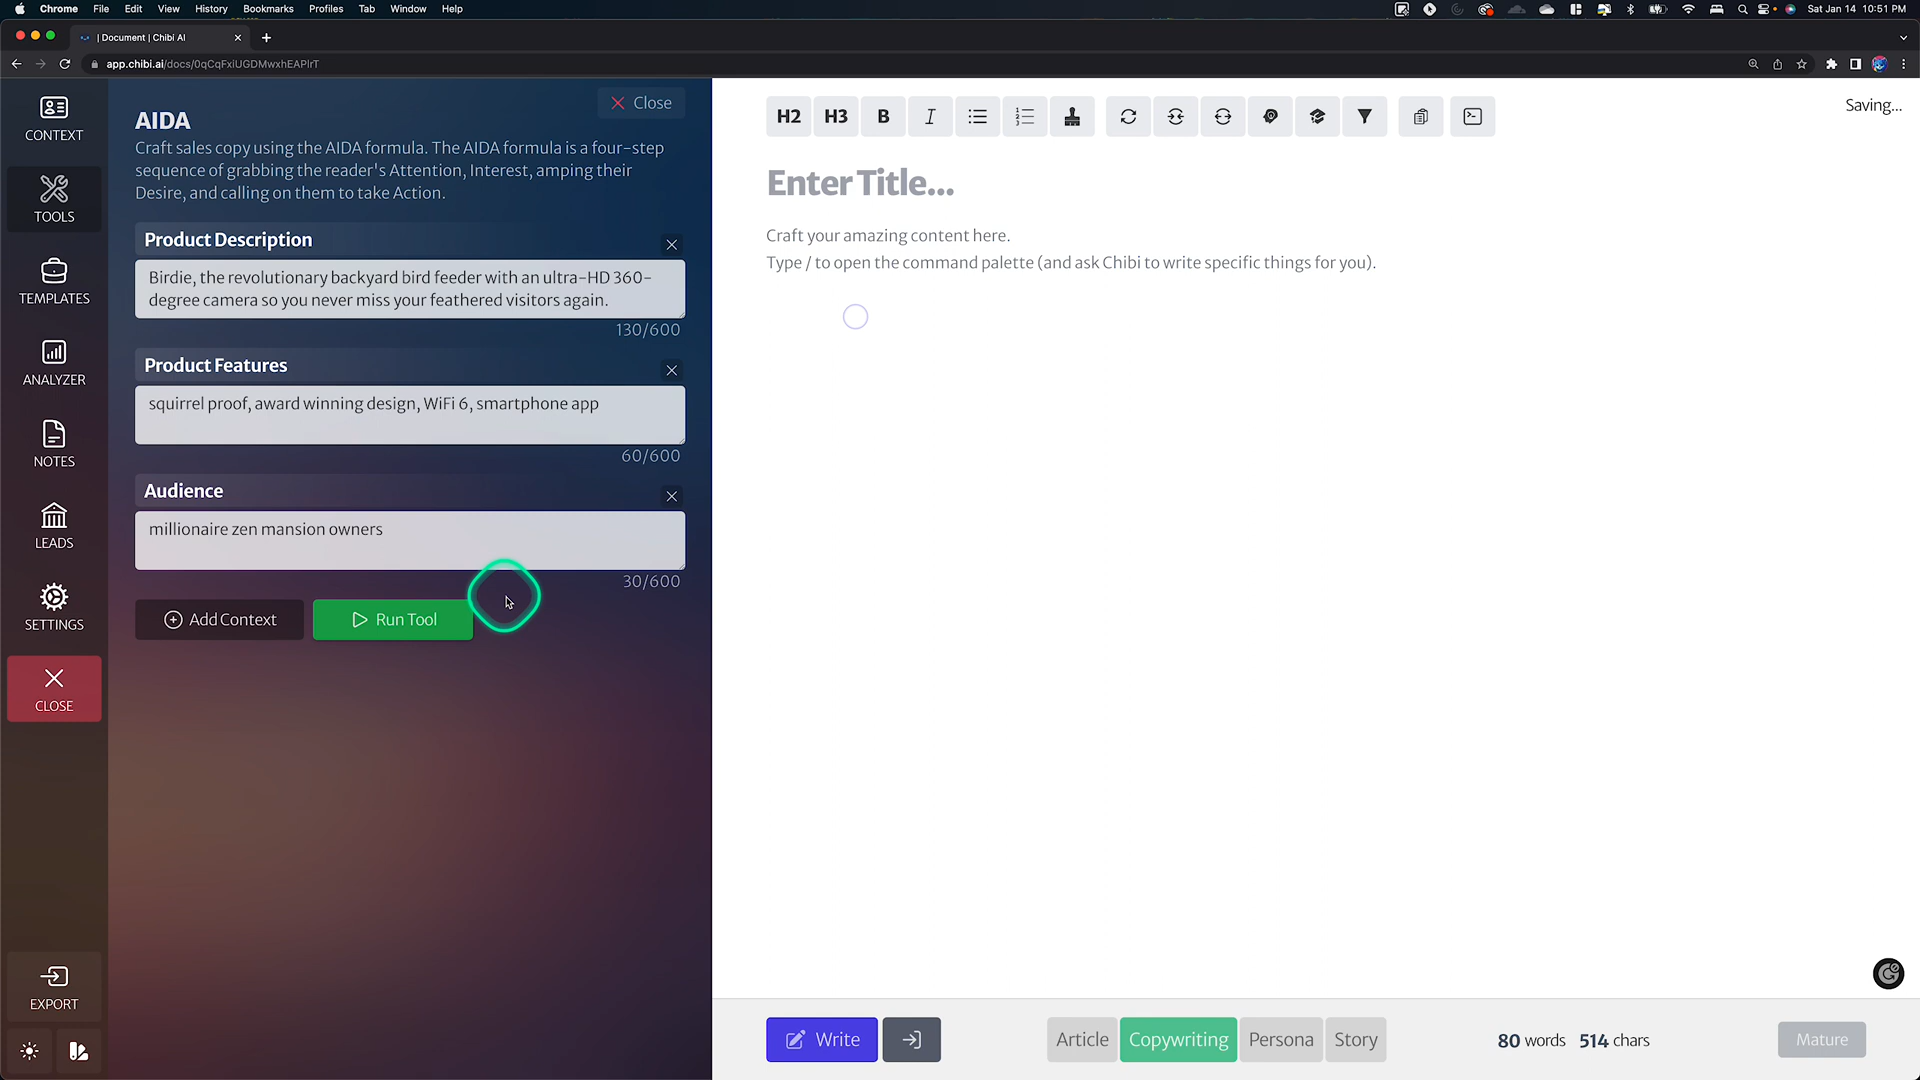 Chrome File Edit View History Bookmarks Profiles Tab Window Help
Sat Jan 14 10:51 PM
| Document | Chibi AI
app.chibi.ai/docs/0qCqFxiUGDMwxhEAPlrT
CONTEXT
TOOLS
TEMPLATES
ANALYZER
NOTES
LEADS
SETTINGS
CLOSE
EXPORT
AIDA
Close
Craft sales copy using the AIDA formula. The AIDA formula is a four-step
sequence of grabbing the reader's Attention, Interest, amping their
Desire, and calling on them to take Action.
Product Description
Birdie, the revolutionary backyard bird feeder with an ultra-HD 360-
degree camera so you never miss your feathered visitors again.
130/600
Product Features
squirrel proof, award winning design, WiFi 6, smartphone app
60/600
Audience
millionaire zen mansion owners
30/600
Add Context
Run Tool
H2 H3 B I
Saving...
Enter Title...
Craft your amazing content here.
Type / to open the command palette (and ask Chibi to write specific things for you).
Write
Article Copywriting Persona Story
80 words 514 chars
Mature